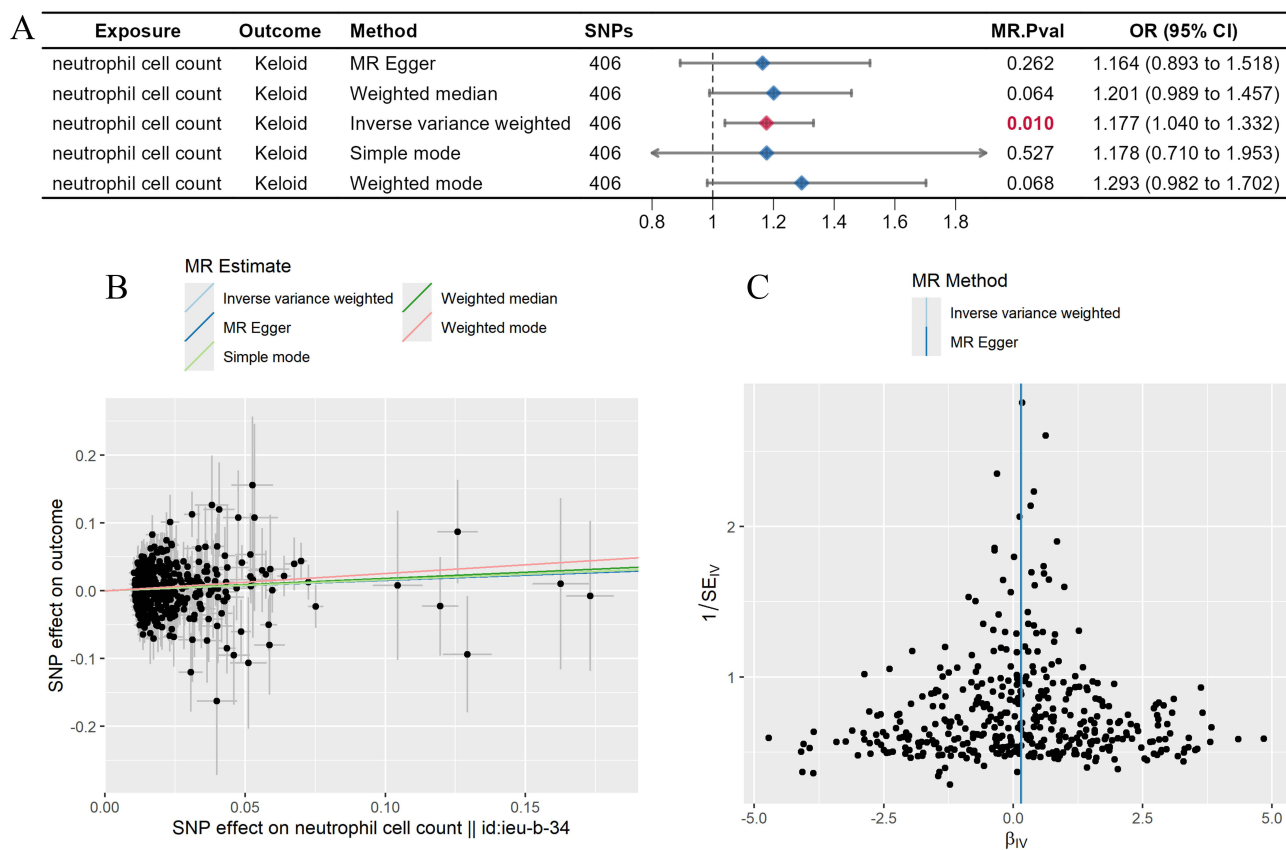 A
Exposure Outcome Method SNPs MR.Pval OR (95% CI)
neutrophil cell count Keloid MR Egger 406 0.262 1.164 (0.893 to 1.518)
neutrophil cell count Keloid Weighted median 406 0.064 1.201 (0.989 to 1.457)
neutrophil cell count Keloid Inverse variance weighted 406 0.010 1.177 (1.040 to 1.332)
neutrophil cell count Keloid Simple mode 406 0.527 1.178 (0.710 to 1.953)
neutrophil cell count Keloid Weighted mode 406 0.068 1.293 (0.982 to 1.702)
0.8 1 1.2 1.4 1.6 1.8
B
MR Estimate
Inverse variance weighted Weighted median
MR Egger Weighted mode
Simple mode
SNP effect on outcome
0.2
0.1
0.0
-0.1
-0.2
0.00 0.05 0.10 0.15
SNP effect on neutrophil cell count || id:ieu-b-34
C
MR Method
Inverse variance weighted
MR Egger
1/SE_IV
2
1
-5.0 -2.5 0.0 2.5 5.0
β_IV